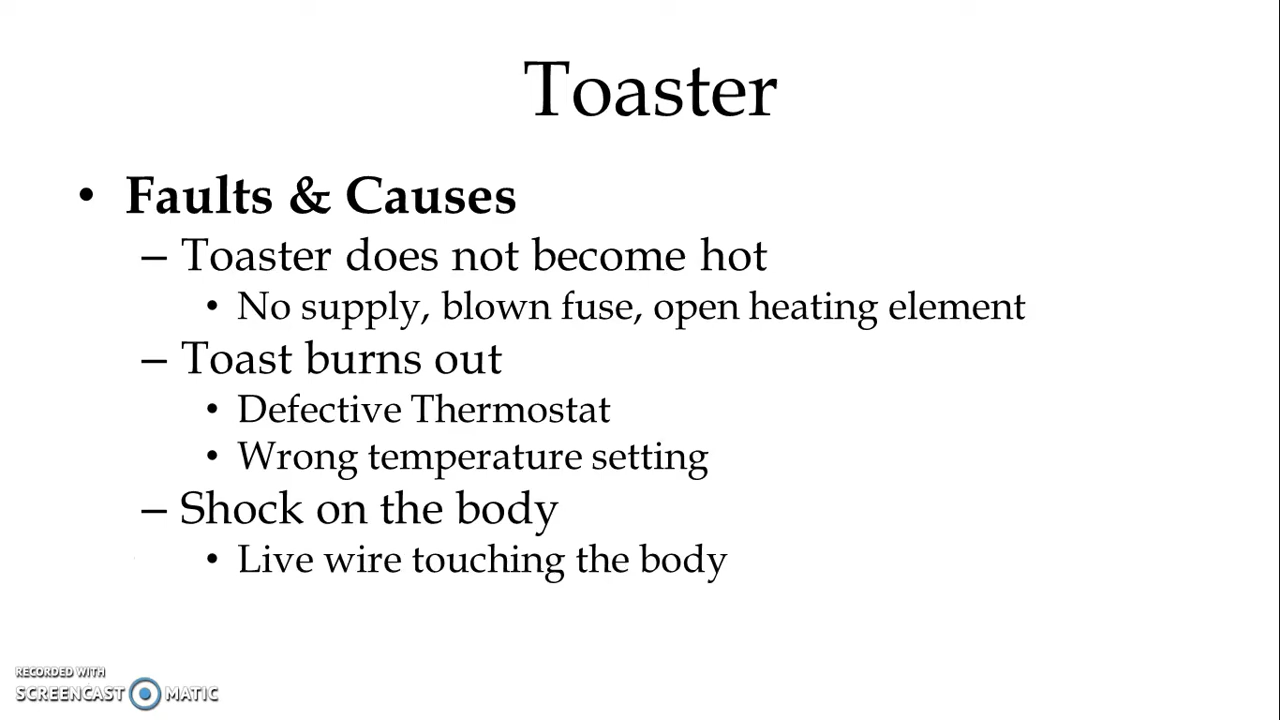 Toaster
• Faults & Causes
– Toaster does not become hot
• No supply, blown fuse, open heating element
– Toast burns out
• Defective Thermostat
• Wrong temperature setting
– Shock on the body
• Live wire touching the body
RECORDED WITH
SCREENCAST MATIC